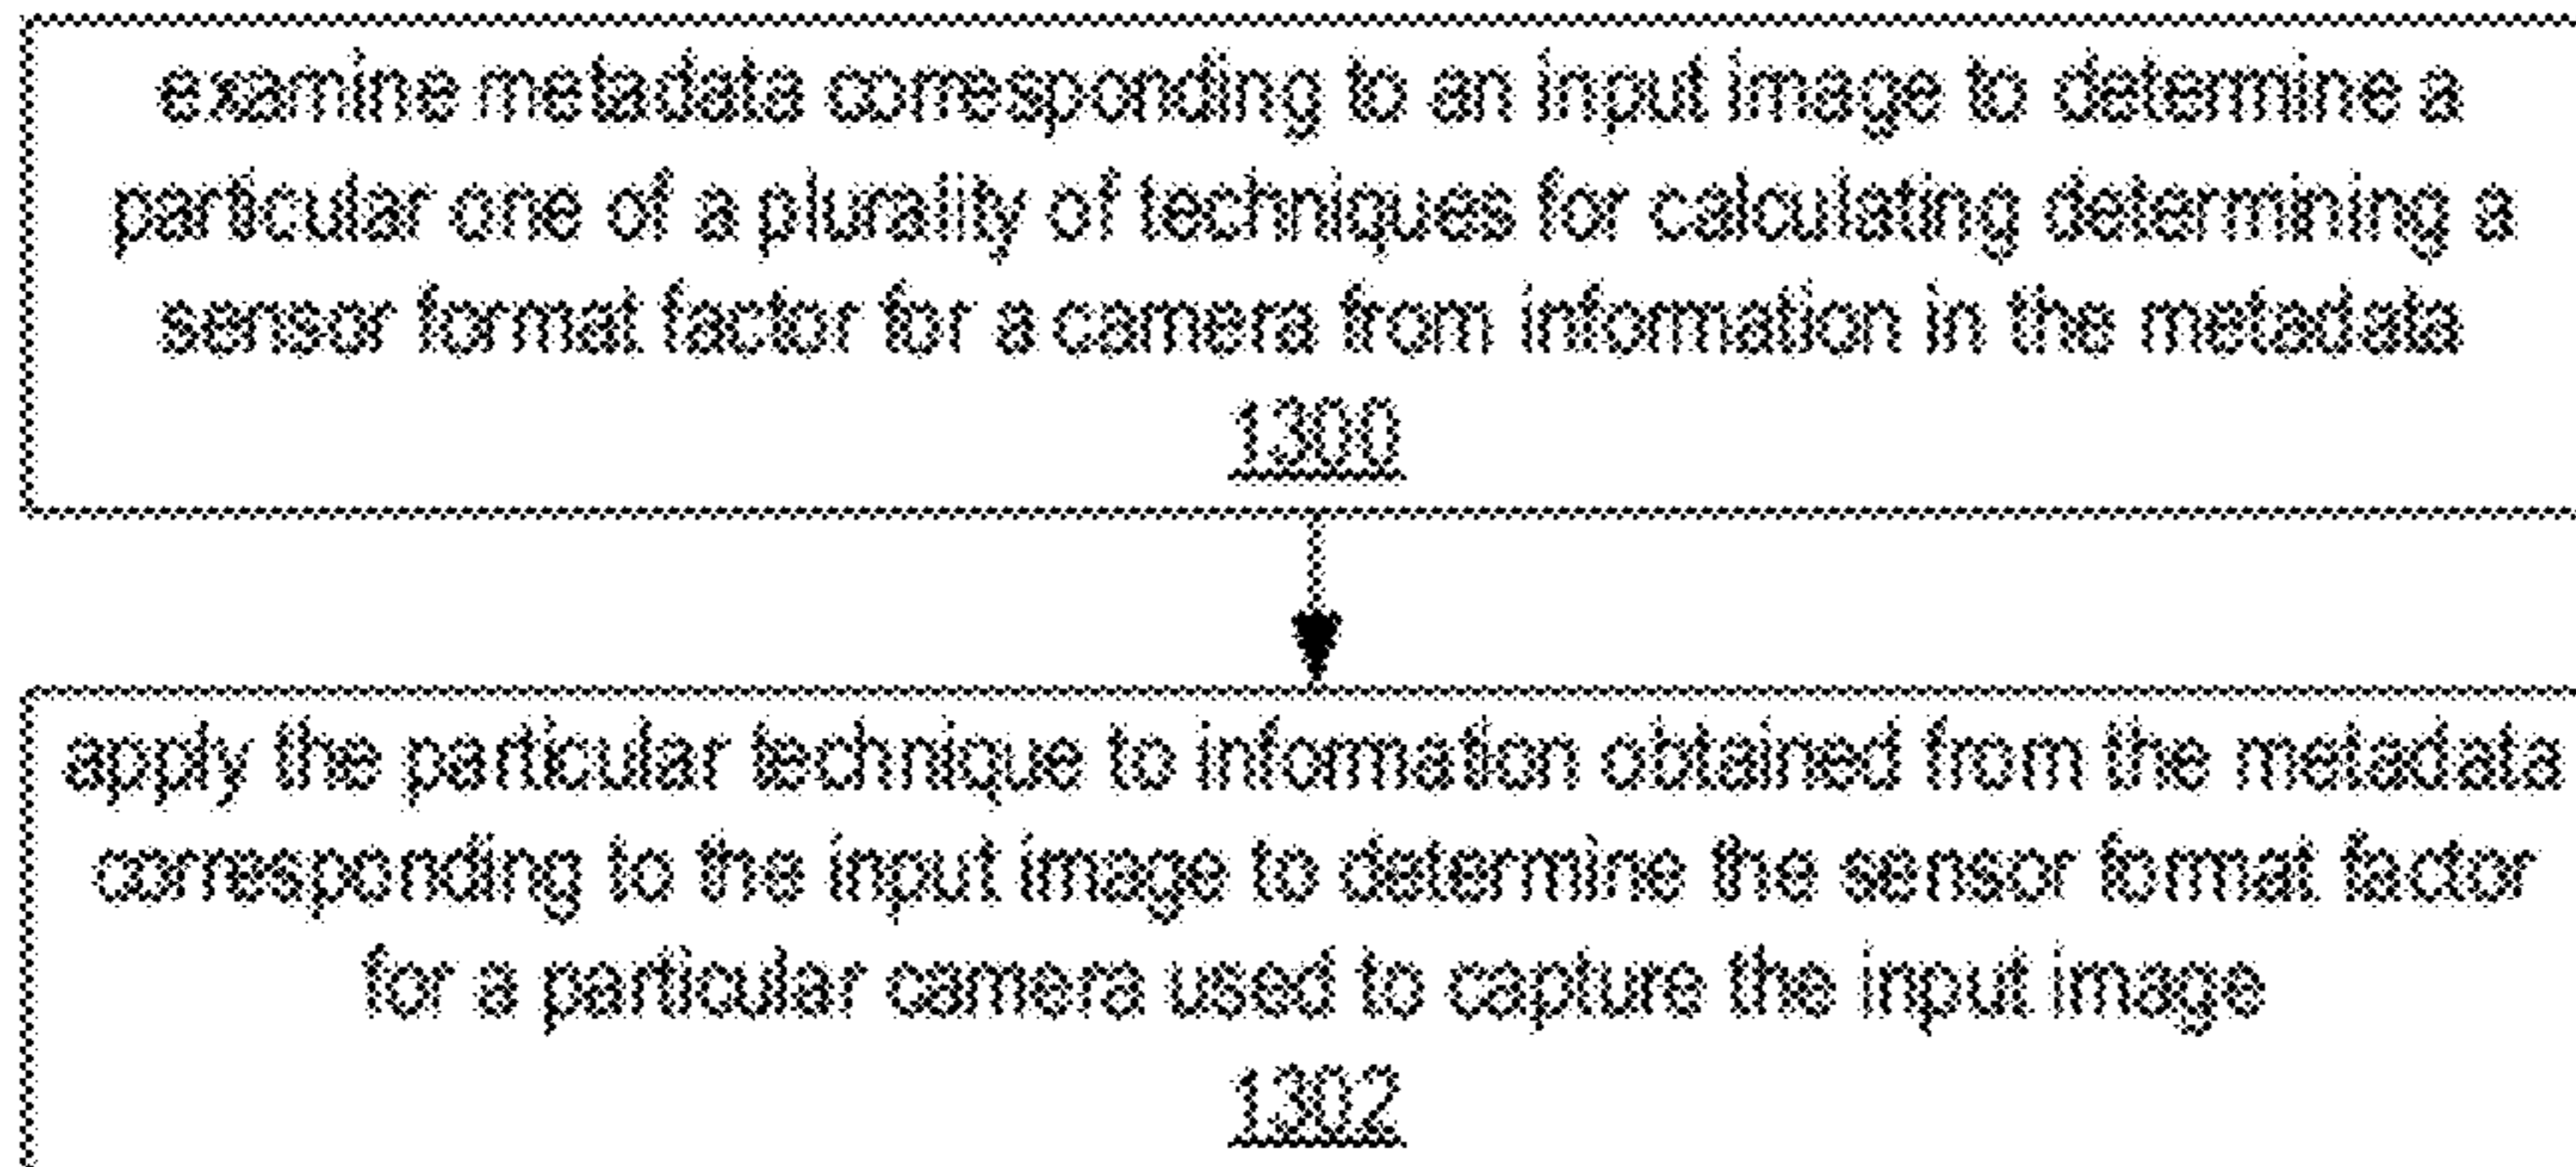 examine metadata corresponding to an input image to determine a
particular one of a plurality of techniques for calculating determining a
sensor format factor for a camera from information in the metadata
1300
apply the particular technique to information obtained from the metadata
corresponding to the input image to determine the sensor format factor
for a particular camera used to capture the input image
1302